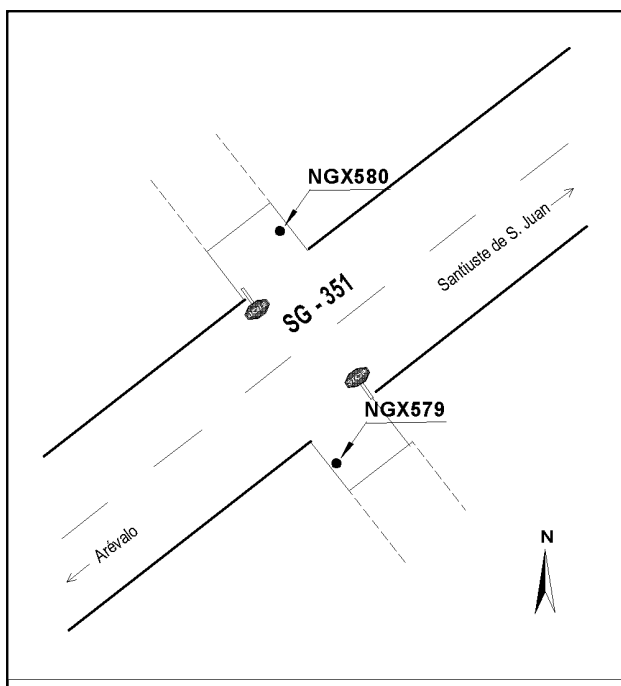 NGX580
Santiuste de S. Juan
SG - 351
NGX579
Arévalo
N